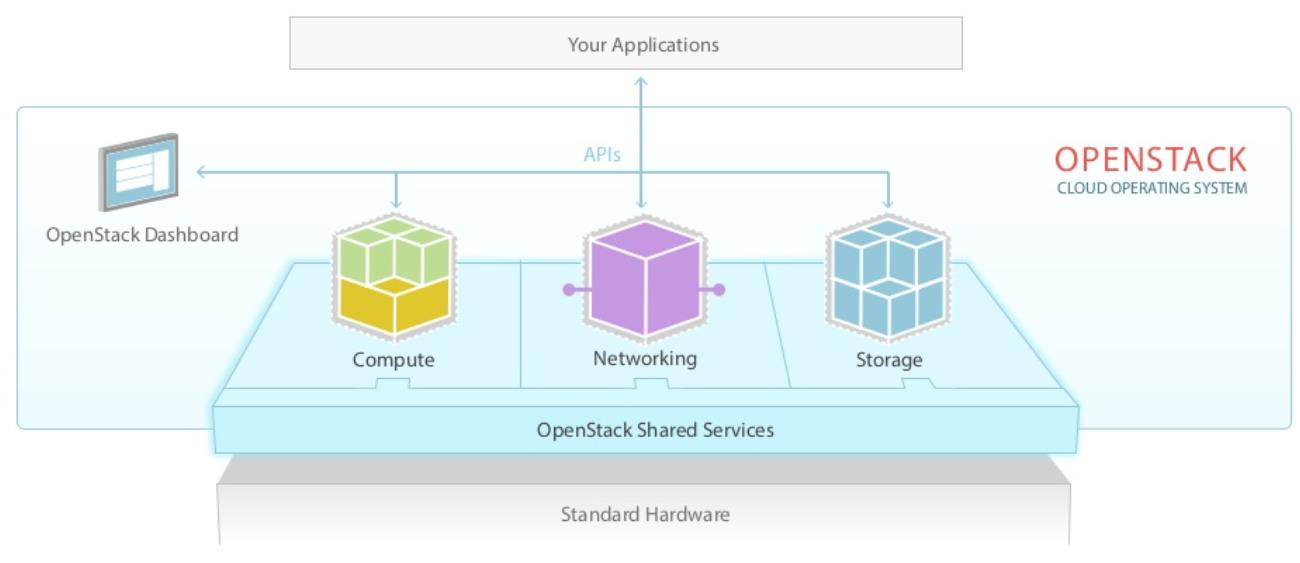 Your Applications
APIs
OPENSTACK
CLOUD OPERATING SYSTEM
OpenStack Dashboard
Compute
Networking
Storage
OpenStack Shared Services
Standard Hardware